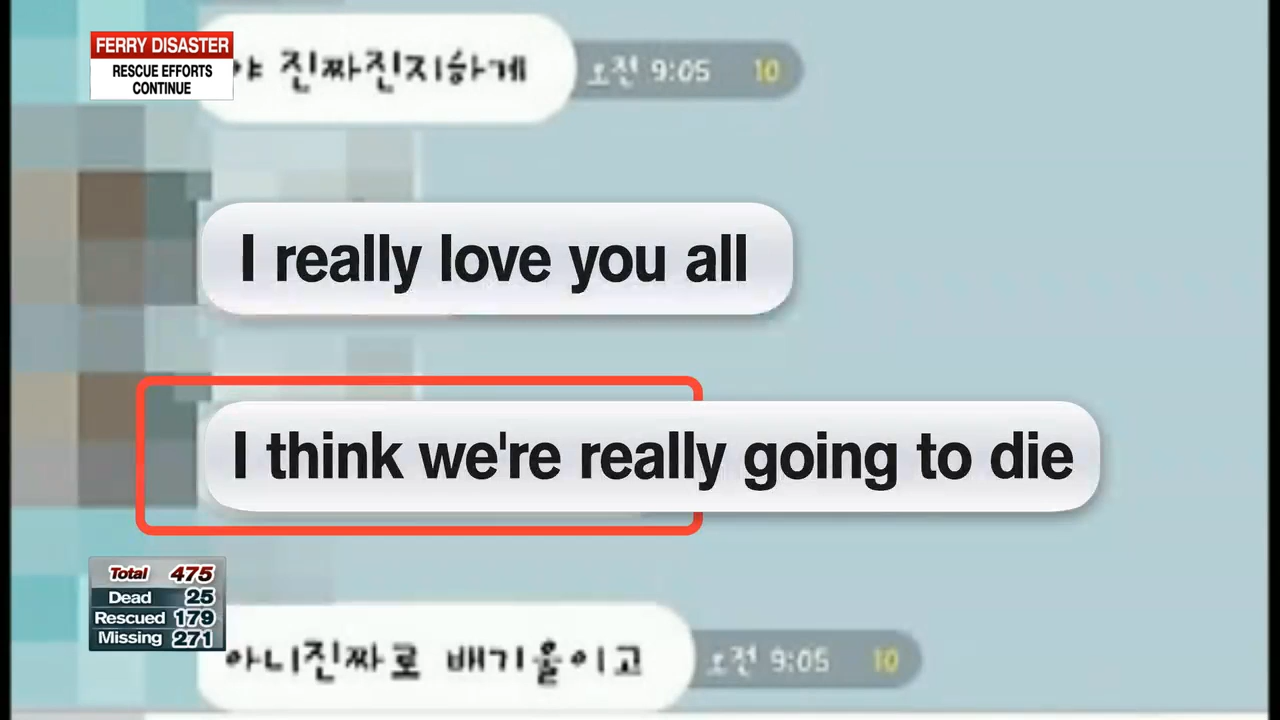 FERRY DISASTER
RESCUE EFFORTS
CONTINUE
야 진짜진지하게
오전 9:05 10
I really love you all
I think we're really going to die
Total 475
Dead 25
Rescued 179
Missing 271
아니진짜로 배기울이고
오전 9:05 10